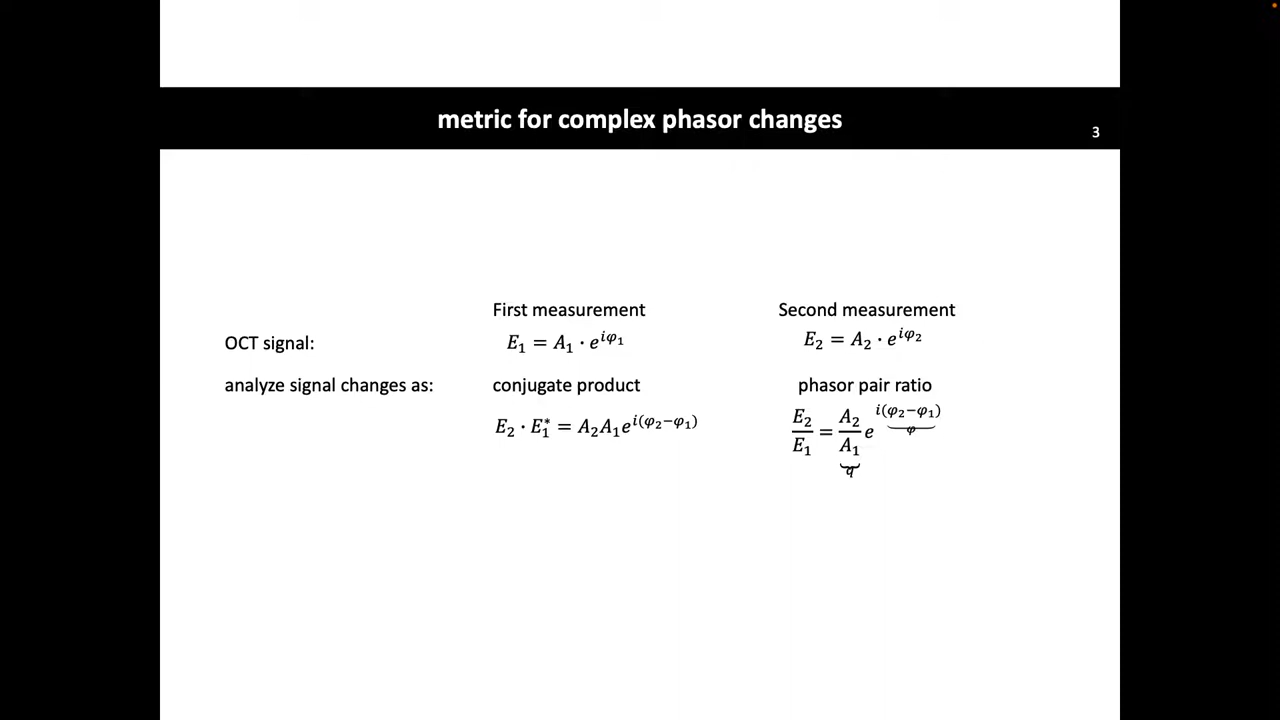 metric for complex phasor changes
3
First measurement Second measurement
OCT signal: E₁ = A₁ · e^{iφ₁} E₂ = A₂ · e^{iφ₂}
analyze signal changes as: conjugate product phasor pair ratio
E₂ · E₁* = A₂A₁e^{i(φ₂−φ₁)} E₂/E₁ = A₂/A₁ e^{i(φ₂−φ₁)}
φ
q